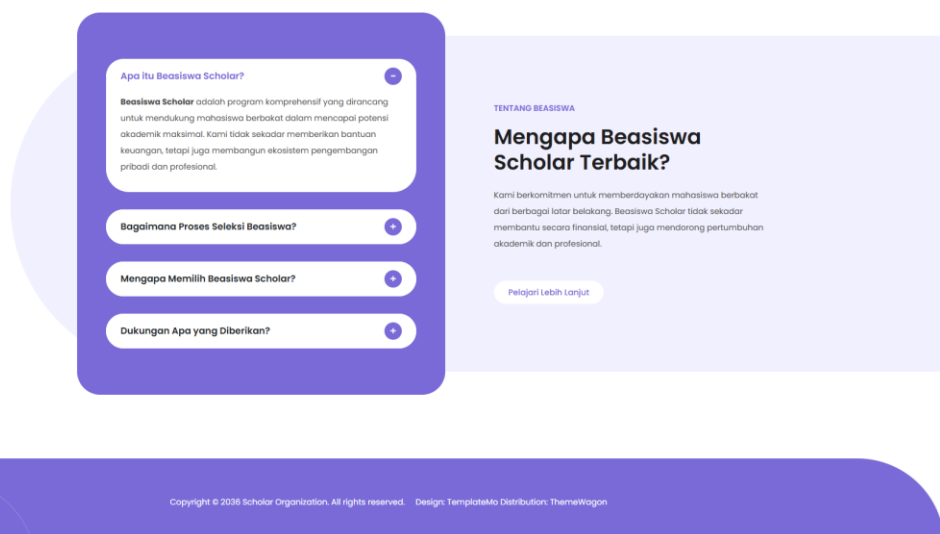 Apa itu Beasiswa Scholar?
-
Beasiswa Scholar adalah program komprehensif yang dirancang
untuk mendukung mahasiswa berbakat dalam mencapai potensi
akademik maksimal. Kami tidak sekadar memberikan bantuan
keuangan, tetapi juga membangun ekosistem pengembangan
pribadi dan profesional.
Bagaimana Proses Seleksi Beasiswa?
+
Mengapa Memilih Beasiswa Scholar?
+
Dukungan Apa yang Diberikan?
+
TENTANG BEASISWA
Mengapa Beasiswa
Scholar Terbaik?
Kami berkomitmen untuk memberdayakan mahasiswa berbakat
dari berbagai latar belakang. Beasiswa Scholar tidak sekadar
membantu secara finansial, tetapi juga mendorong pertumbuhan
akademik dan profesional.
Pelajari Lebih Lanjut
Copyright © 2036 Scholar Organization. All rights reserved. Design: TemplateMo Distribution: ThemeWagon